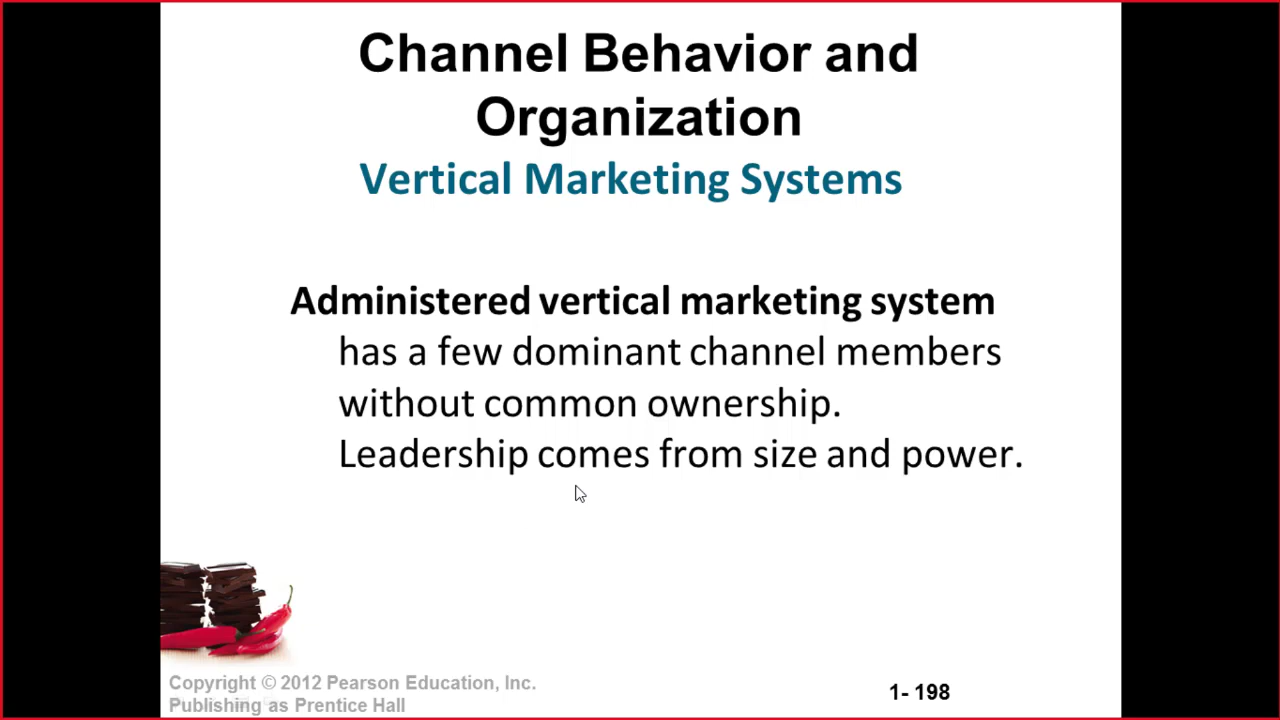 Channel Behavior and
Organization
Vertical Marketing Systems
Administered vertical marketing system
has a few dominant channel members
without common ownership.
Leadership comes from size and power.
Copyright © 2012 Pearson Education, Inc.
Publishing as Prentice Hall
1- 198